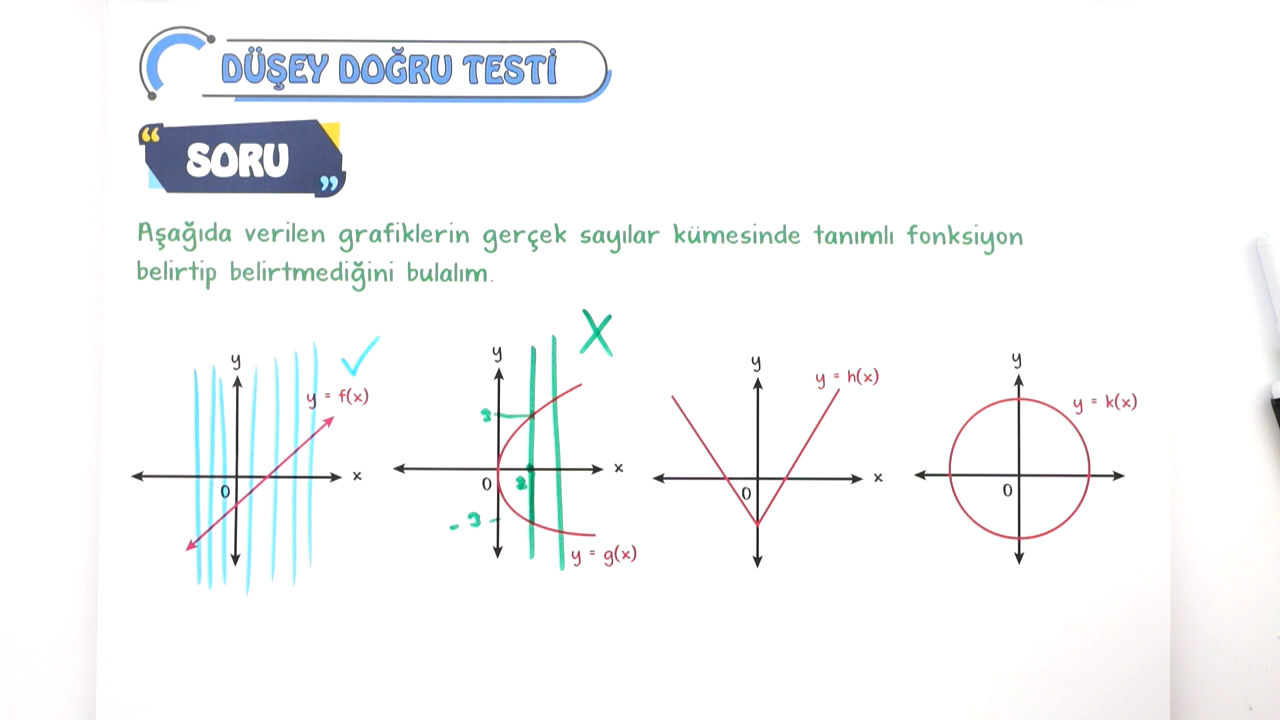 DÜŞEY DOĞRU TESTİ
“ SORU ”
Aşağıda verilen grafiklerin gerçek sayılar kümesinde tanımlı fonksiyon
belirtip belirtmediğini bulalım.
y
y = f(x)
x
0
y
3
x
0
2
- 3
y = g(x)
y
y = h(x)
x
0
y
y = k(x)
0